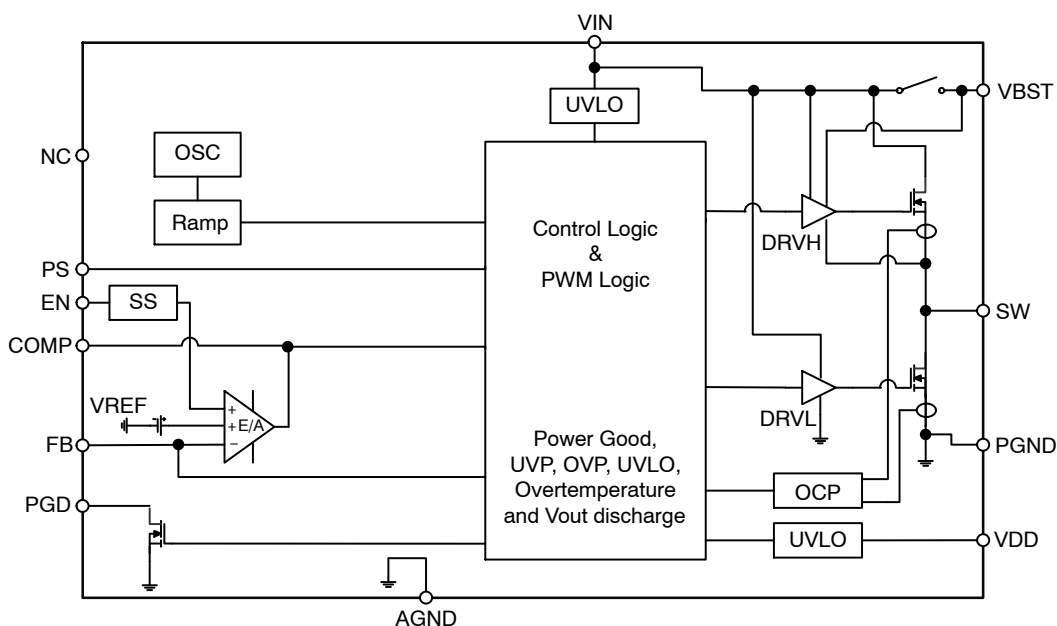 VIN
VBST
UVLO
NC
OSC
Ramp
Control Logic
&
PWM Logic
DRVH
PS
EN
SS
SW
COMP
VREF
+
+
E/A
−
DRVL
FB
Power Good,
UVP, OVP, UVLO,
Overtemperature
and Vout discharge
PGND
OCP
PGD
UVLO
VDD
AGND